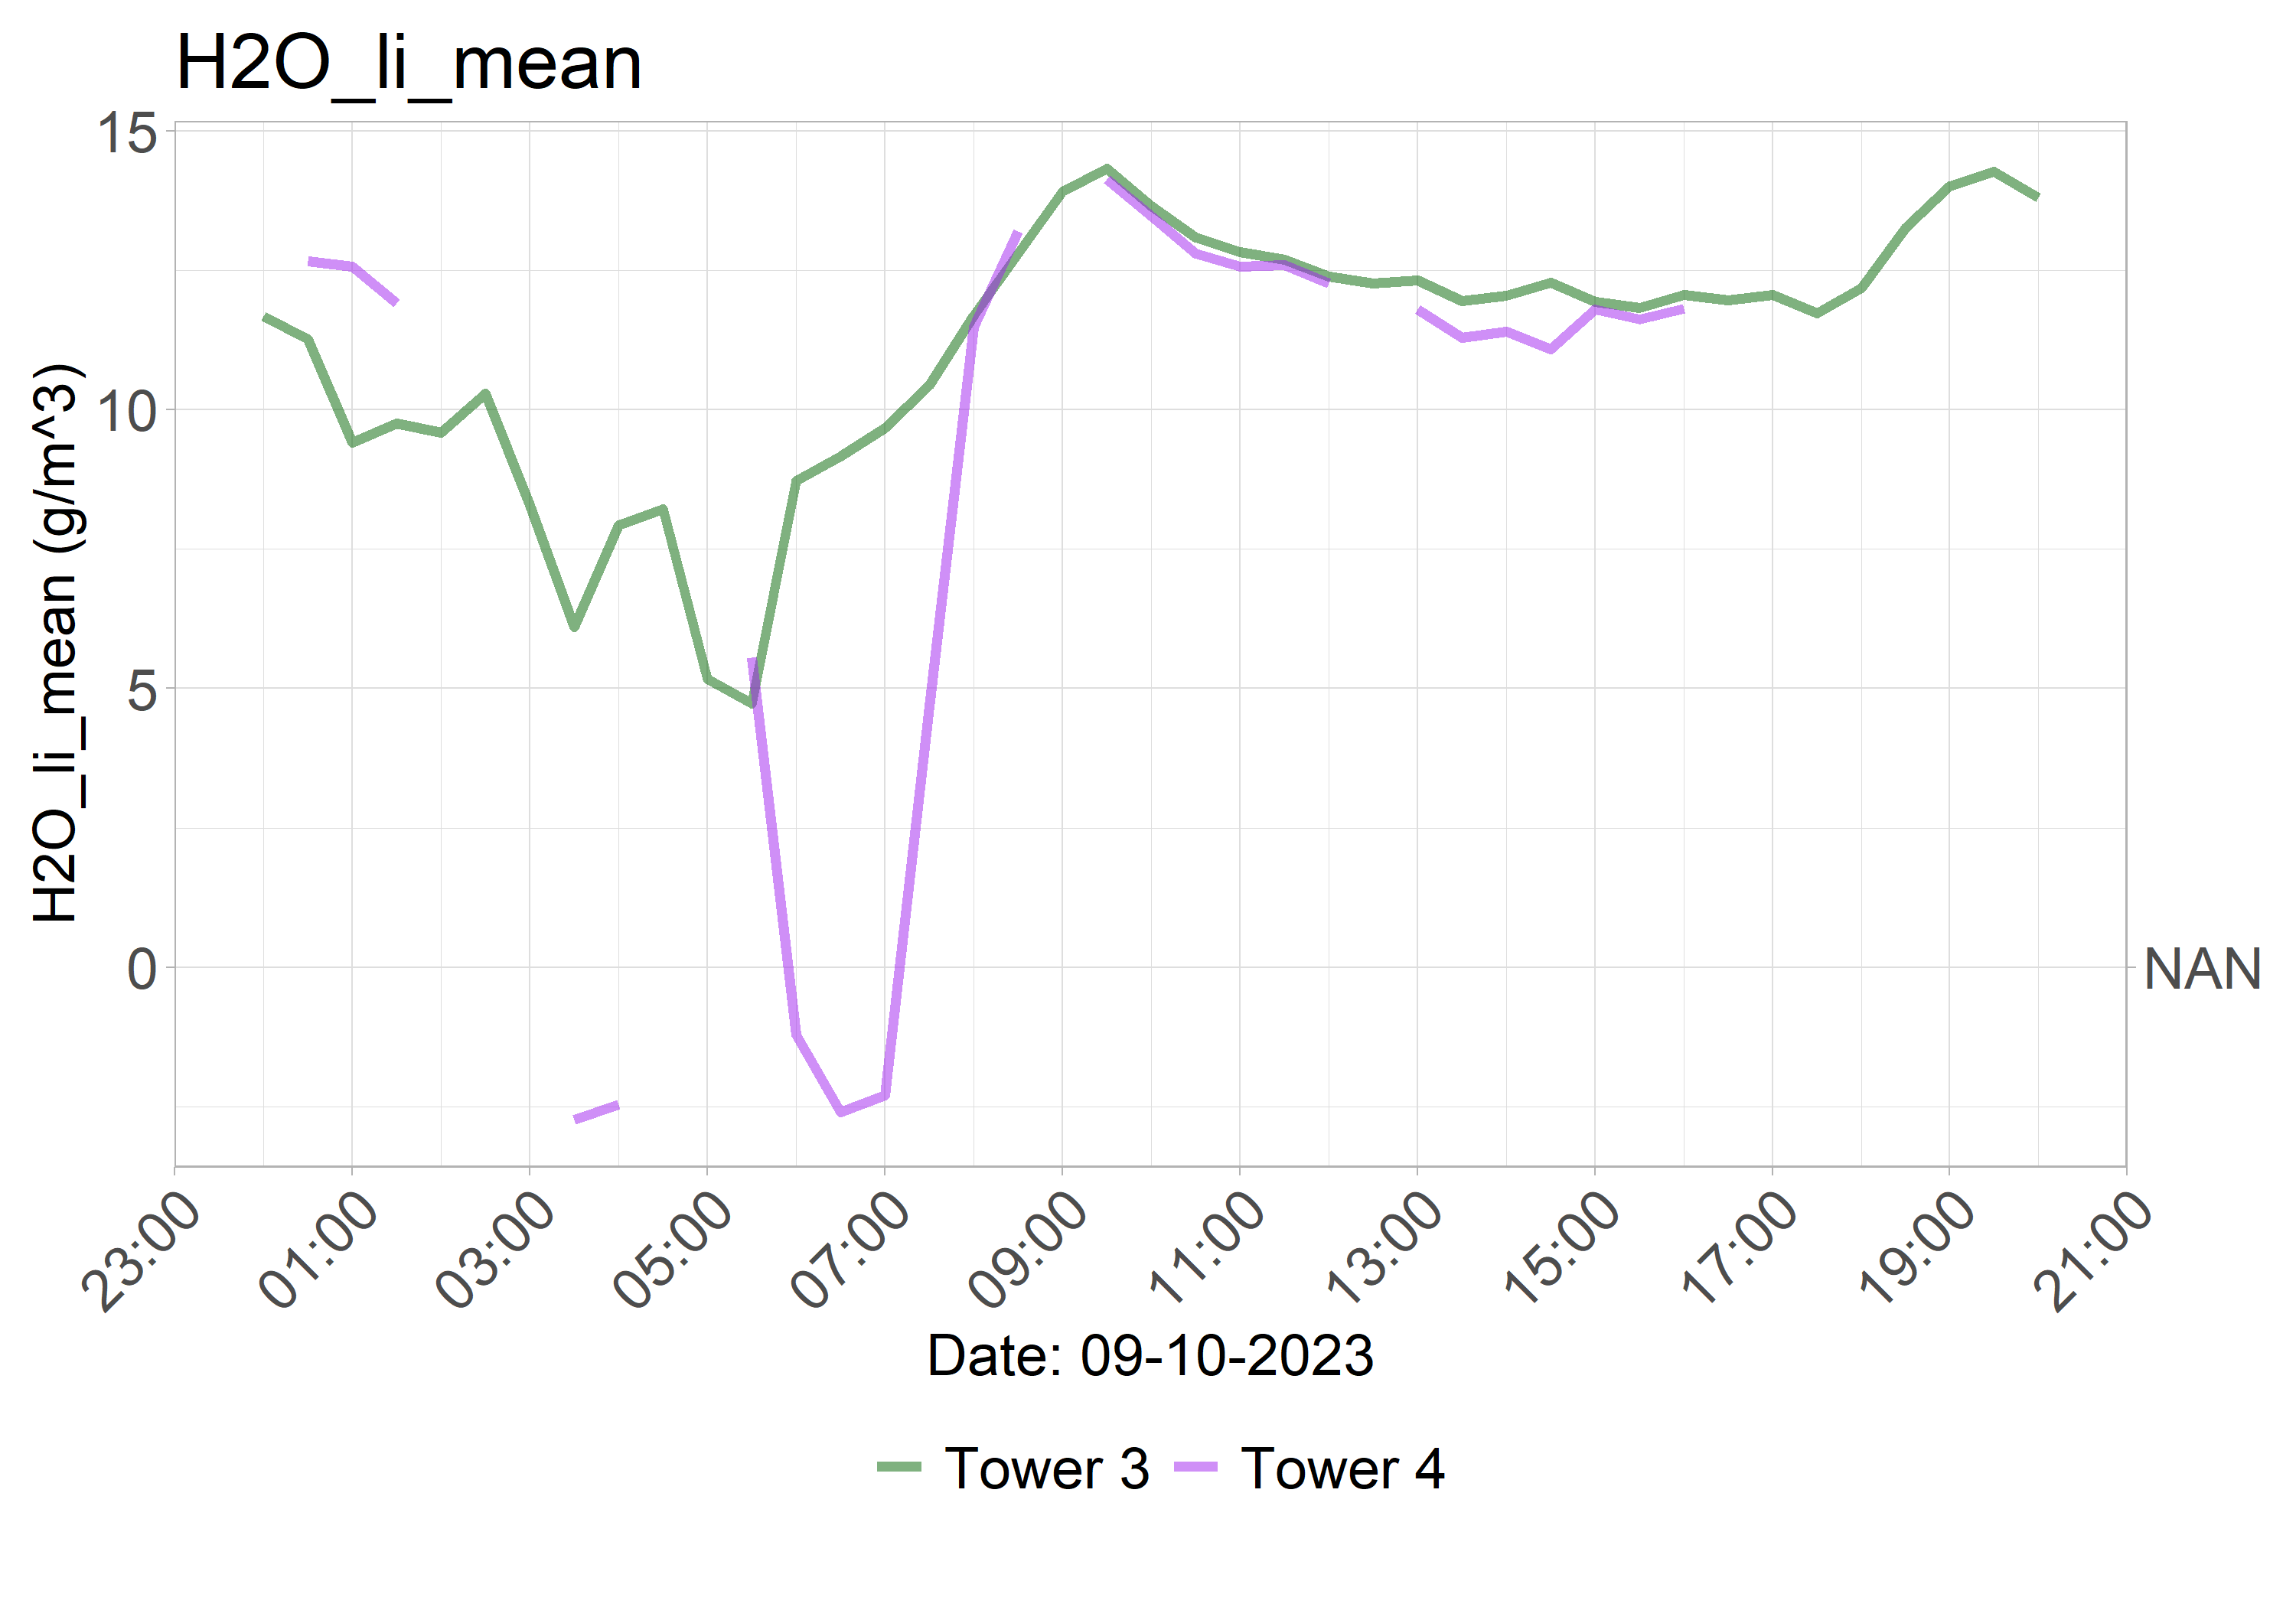 H2O_li_mean
H2O_li_mean (g/m^3)
15
10
5
0
NAN
23:00 01:00 03:00 05:00 07:00 09:00 11:00 13:00 15:00 17:00 19:00 21:00
Date: 09-10-2023
Tower 3 Tower 4